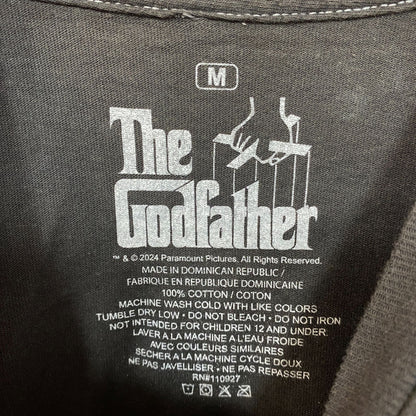 M
The
Godfather
™ & © 2024 Paramount Pictures. All Rights Reserved.
MADE IN DOMINICAN REPUBLIC /
FABRIQUE EN REPUBLIQUE DOMINICAINE
100% COTTON / COTON
MACHINE WASH COLD WITH LIKE COLORS
TUMBLE DRY LOW • DO NOT BLEACH • DO NOT IRON
NOT INTENDED FOR CHILDREN 12 AND UNDER.
LAVER A LA MACHINE A L'EAU FROIDE
AVEC COULEURS SIMILAIRES
SECHER A LA MACHINE CYCLE DOUX
NE PAS JAVELLISER • NE PAS REPASSER
RN#110927